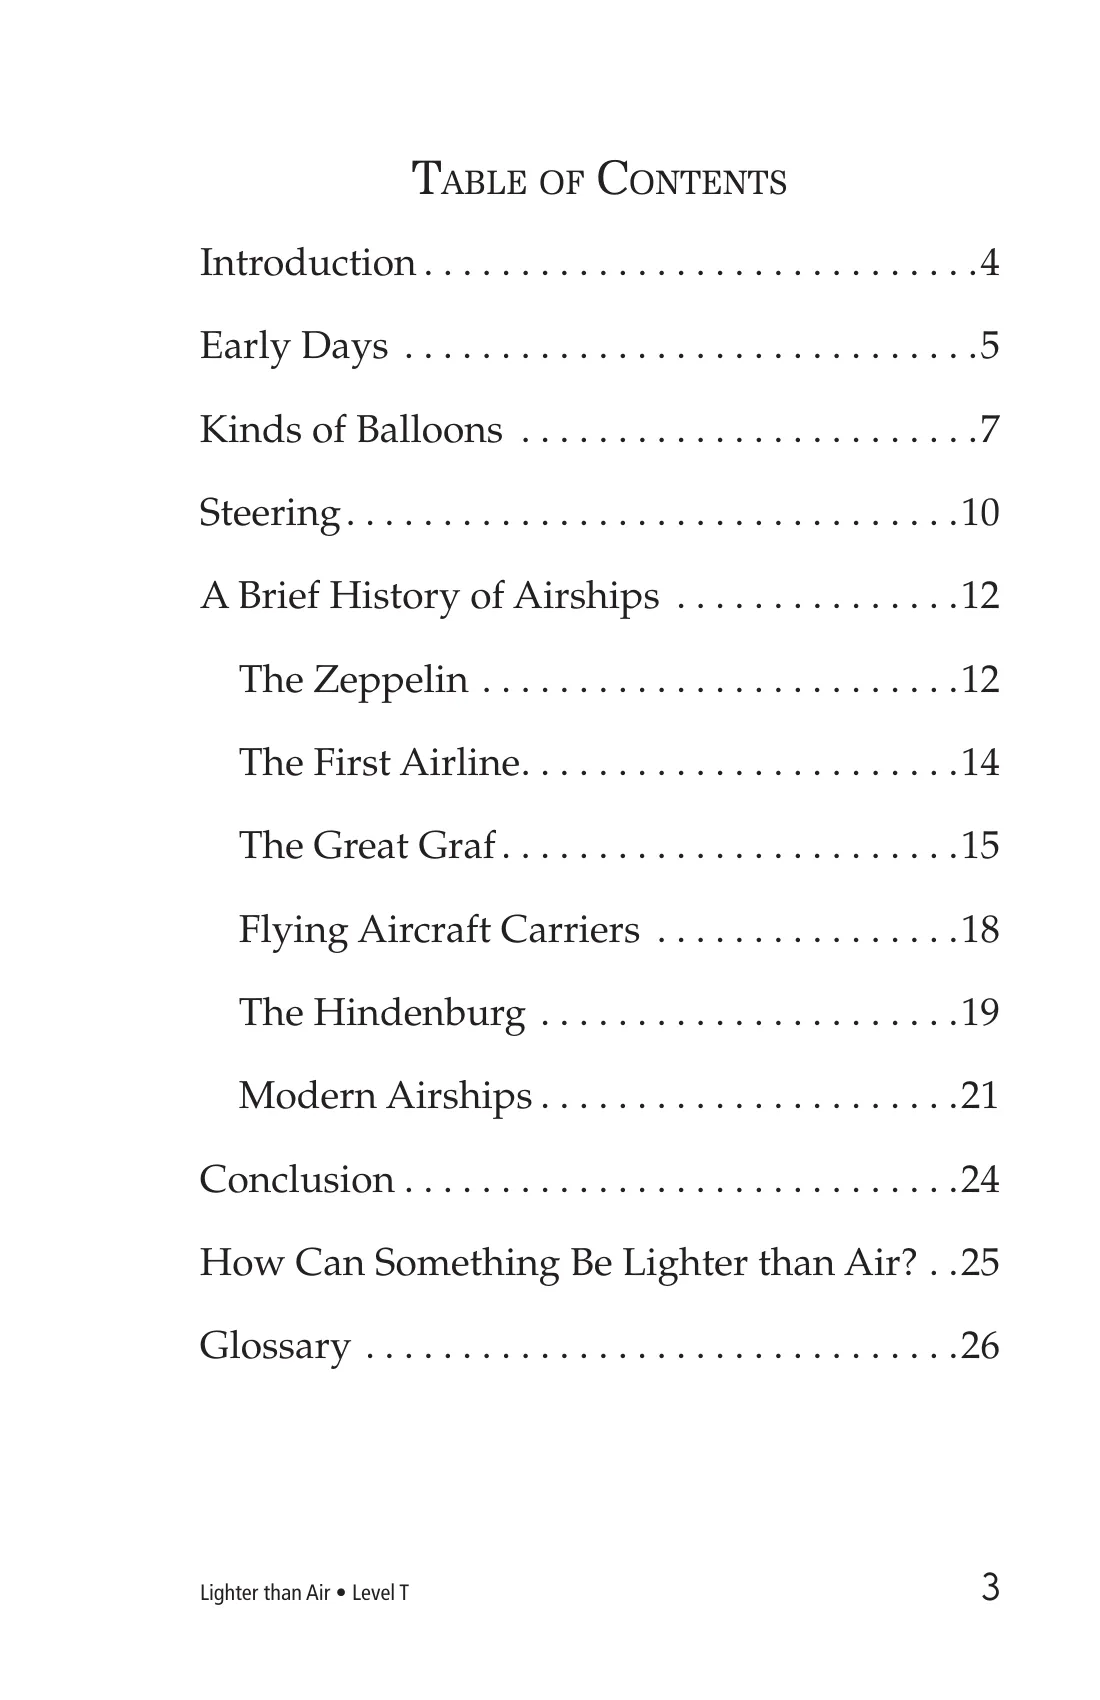 Table of Contents
Introduction . . . . . . . . . . . . . . . . . . . . . . . . . . . . .4
Early Days . . . . . . . . . . . . . . . . . . . . . . . . . . . . . .5
Kinds of Balloons . . . . . . . . . . . . . . . . . . . . . . . .7
Steering . . . . . . . . . . . . . . . . . . . . . . . . . . . . . . . .10
A Brief History of Airships . . . . . . . . . . . . . . .12
The Zeppelin . . . . . . . . . . . . . . . . . . . . . . . . .12
The First Airline. . . . . . . . . . . . . . . . . . . . . . .14
The Great Graf . . . . . . . . . . . . . . . . . . . . . . . .15
Flying Aircraft Carriers . . . . . . . . . . . . . . . .18
The Hindenburg . . . . . . . . . . . . . . . . . . . . . .19
Modern Airships . . . . . . . . . . . . . . . . . . . . . .21
Conclusion . . . . . . . . . . . . . . . . . . . . . . . . . . . . .24
How Can Something Be Lighter than Air? . .25
Glossary . . . . . . . . . . . . . . . . . . . . . . . . . . . . . . .26
Lighter than Air • Level T 3